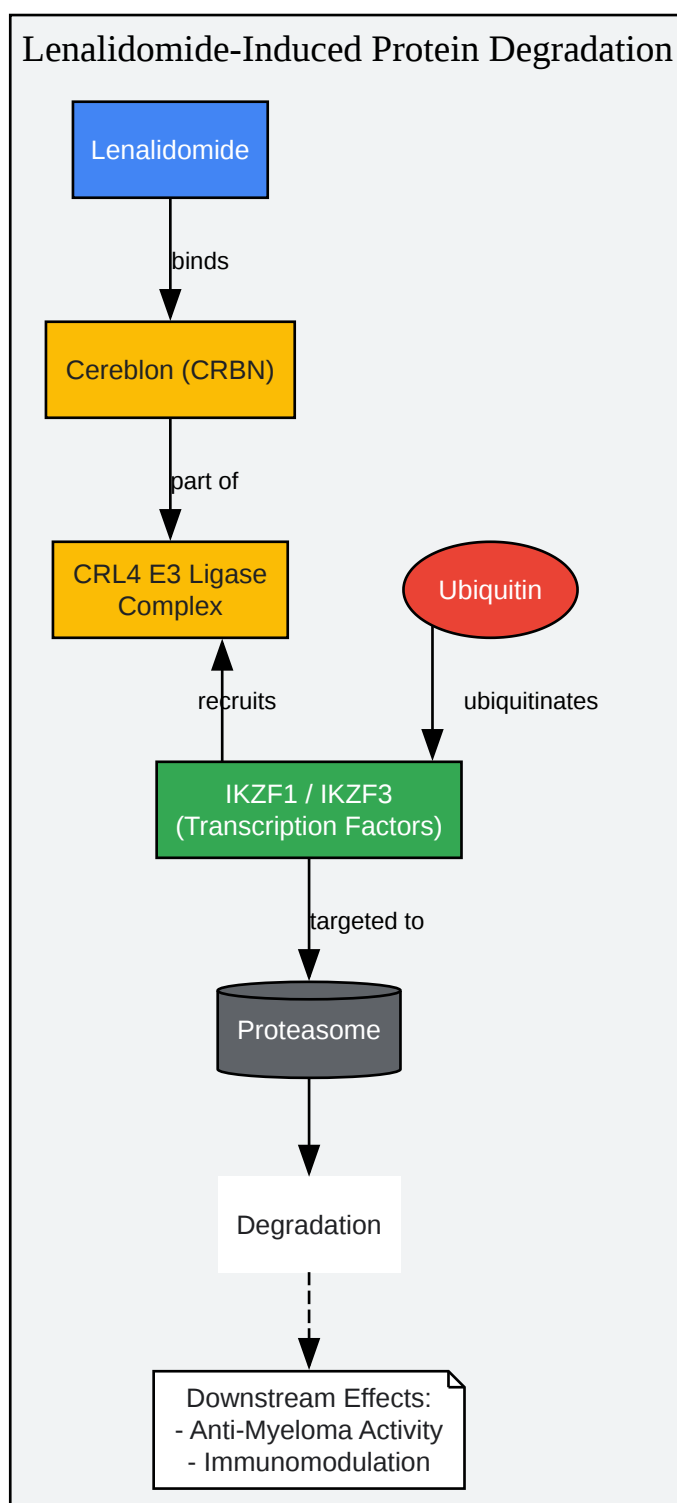 Lenalidomide-Induced Protein Degradation
Lenalidomide
binds
Cereblon (CRBN)
part of
CRL4 E3 Ligase
Complex
Ubiquitin
recruits
ubiquitinates
IKZF1 / IKZF3
(Transcription Factors)
targeted to
Proteasome
Degradation
Downstream Effects:
- Anti-Myeloma Activity
- Immunomodulation